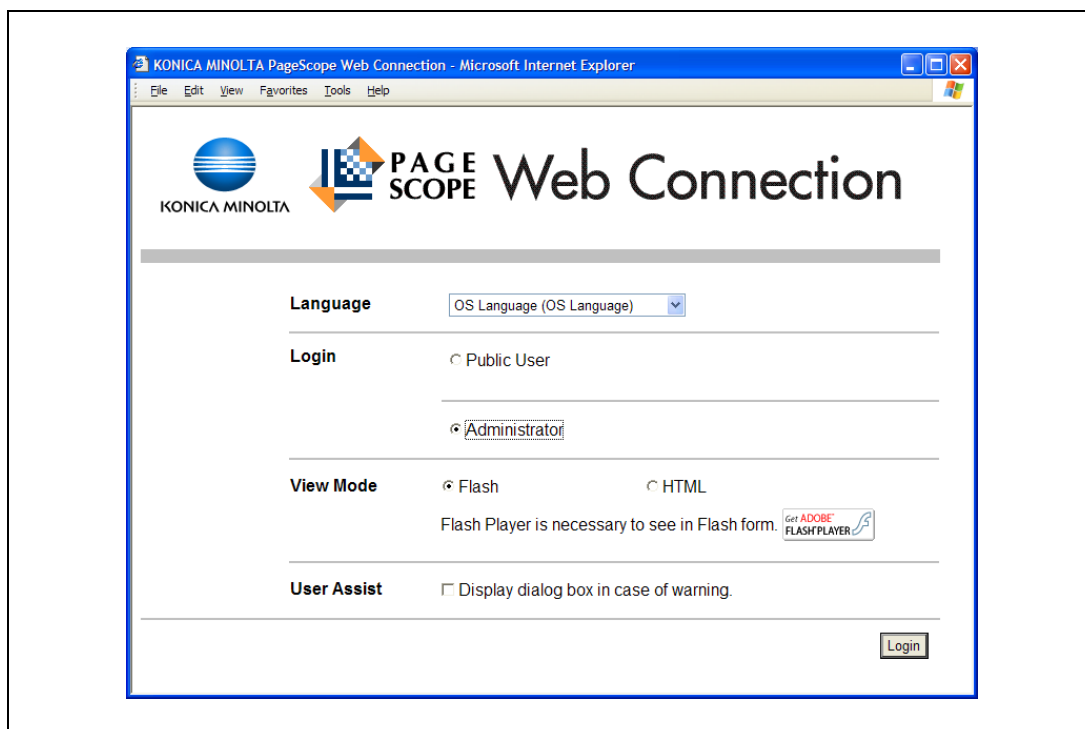 KONICA MINOLTA PageScope Web Connection - Microsoft Internet Explorer
File Edit View Favorites Tools Help
KONICA MINOLTA
PAGE SCOPE Web Connection
Language OS Language (OS Language)
Login Public User
Administrator
View Mode Flash HTML
Flash Player is necessary to see in Flash form. Get ADOBE® FLASH® PLAYER
User Assist Display dialog box in case of warning.
Login